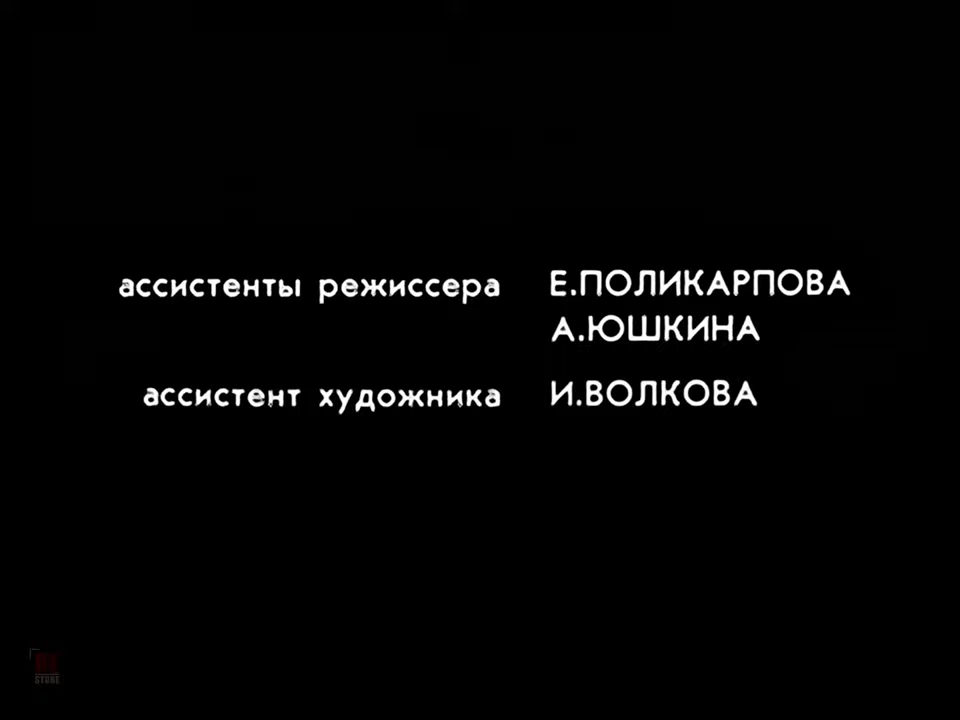 ассистенты режиссера Е.ПОЛИКАРПОВА
А.ЮШКИНА
ассистент художника И.ВОЛКОВА